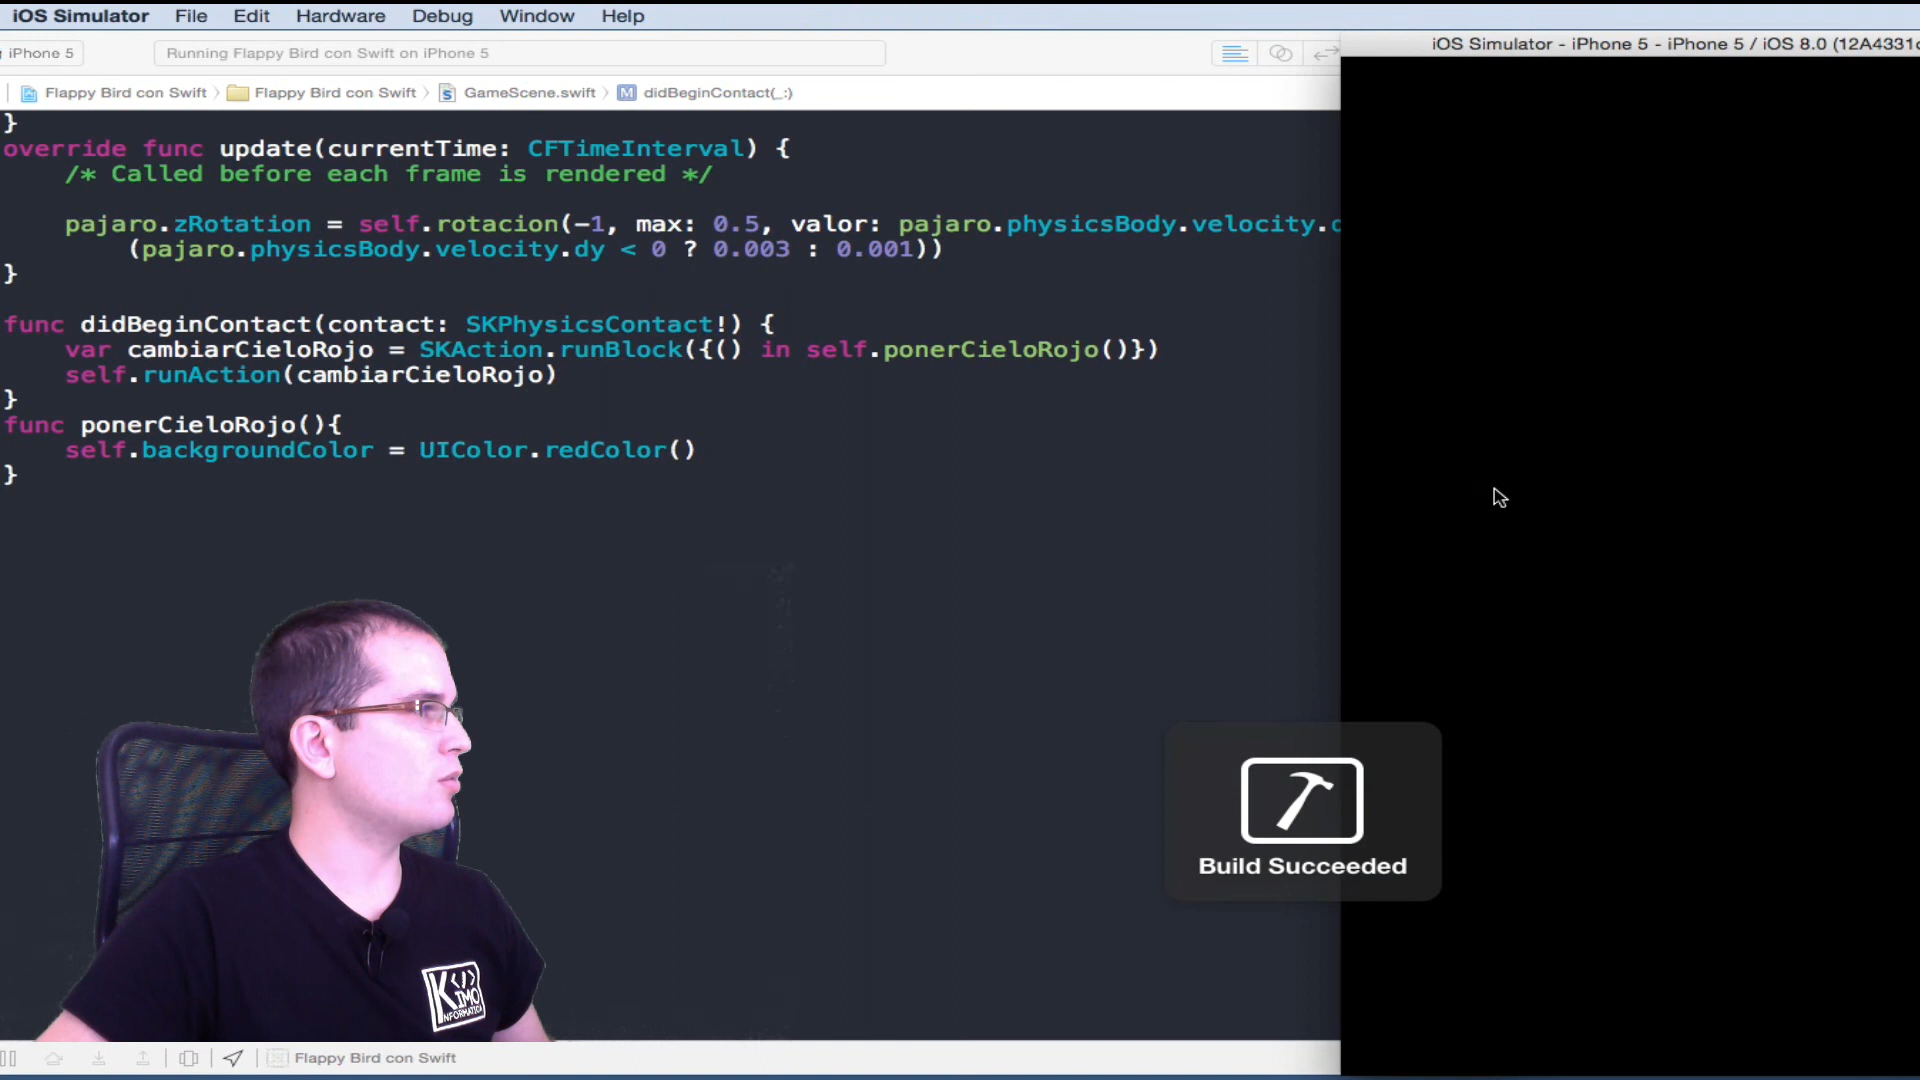 iOS Simulator File Edit Hardware Debug Window Help
iPhone 5
Running Flappy Bird con Swift on iPhone 5
iOS Simulator - iPhone 5 - iPhone 5 / iOS 8.0 (12A4331c
Flappy Bird con Swift Flappy Bird con Swift GameScene.swift M didBeginContact(_:)
}
override func update(currentTime: CFTimeInterval) {
/* Called before each frame is rendered */
pajaro.zRotation = self.rotacion(-1, max: 0.5, valor: pajaro.physicsBody.velocity.d
(pajaro.physicsBody.velocity.dy < 0 ? 0.003 : 0.001))
}
func didBeginContact(contact: SKPhysicsContact!) {
var cambiarCieloRojo = SKAction.runBlock({() in self.ponerCieloRojo()})
self.runAction(cambiarCieloRojo)
}
func ponerCieloRojo(){
self.backgroundColor = UIColor.redColor()
}
Build Succeeded
K </>
IMO
INFORMATICA
Flappy Bird con Swift